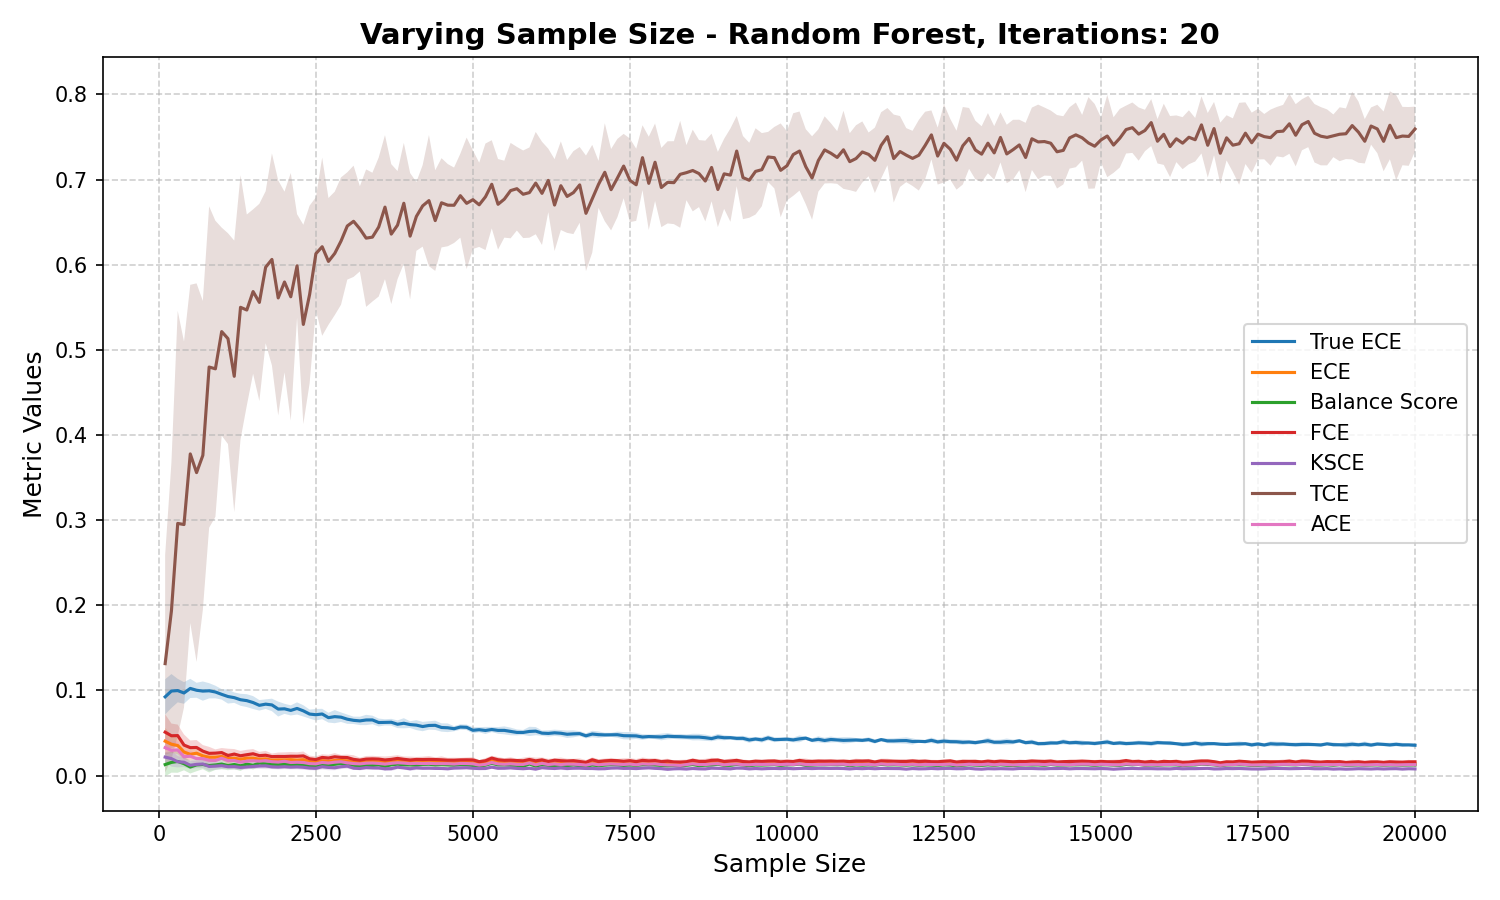 Varying Sample Size - Random Forest, Iterations: 20
Metric Values
0.8
0.7
0.6
0.5
0.4
0.3
0.2
0.1
0.0
True ECE
ECE
Balance Score
FCE
KSCE
TCE
ACE
0 2500 5000 7500 10000 12500 15000 17500 20000
Sample Size